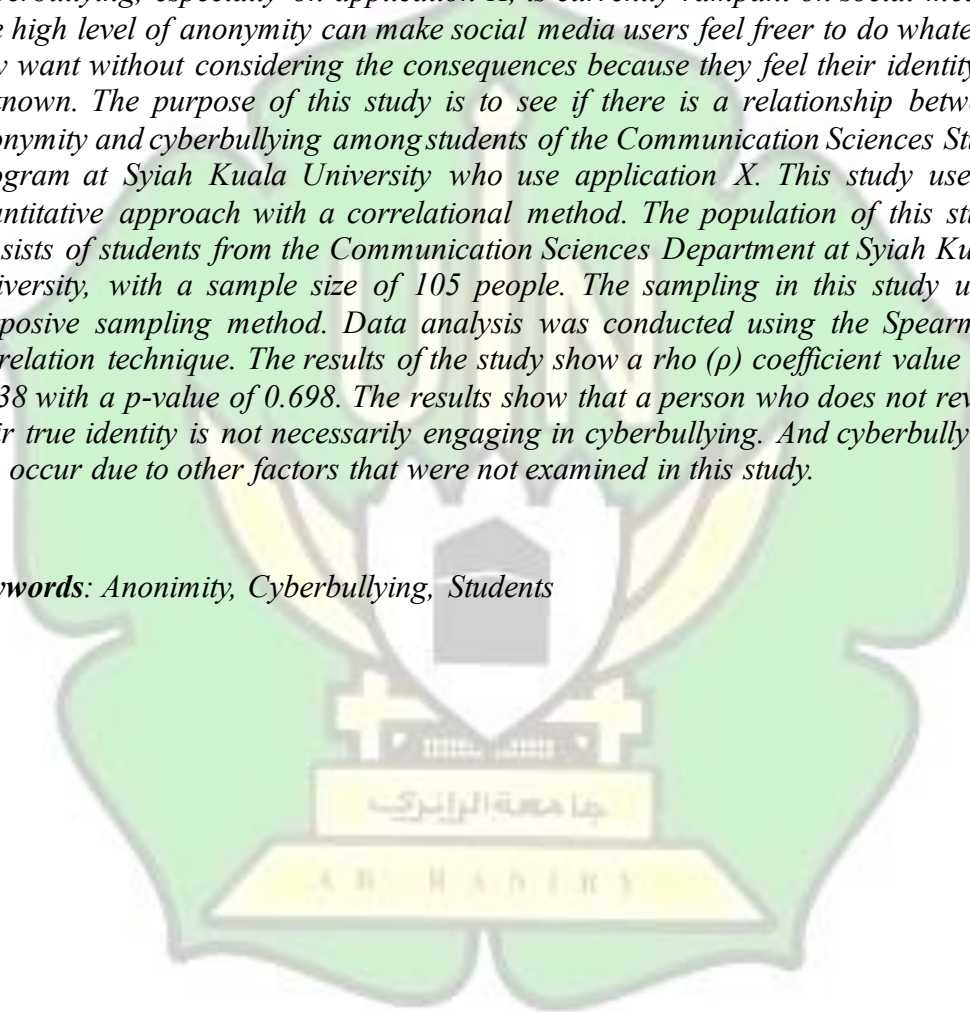 especially on application X, is currently rampant on social
high level of anonymity can make social media users feel freer to do
want without considering the consequences because they feel their identity
The purpose of this study is to see if there is a relationship
and cyberbullying among students of the Communication Sciences
at Syiah Kuala University who use application X. This study
approach with a correlational method. The population of this
of students from the Communication Sciences Department at Syiah
with a sample size of 105 people. The sampling in this study
sampling method. Data analysis was conducted using the
technique. The results of the study show a rho (ρ) coefficient value
38 with a p-value of 0.698. The results show that a person who does not
true identity is not necessarily engaging in cyberbullying. And
occur due to other factors that were not examined in this study.
ywords: Anonimity, Cyberbullying, Students
UIN
جامعة الرانيري
AR - RANIRY